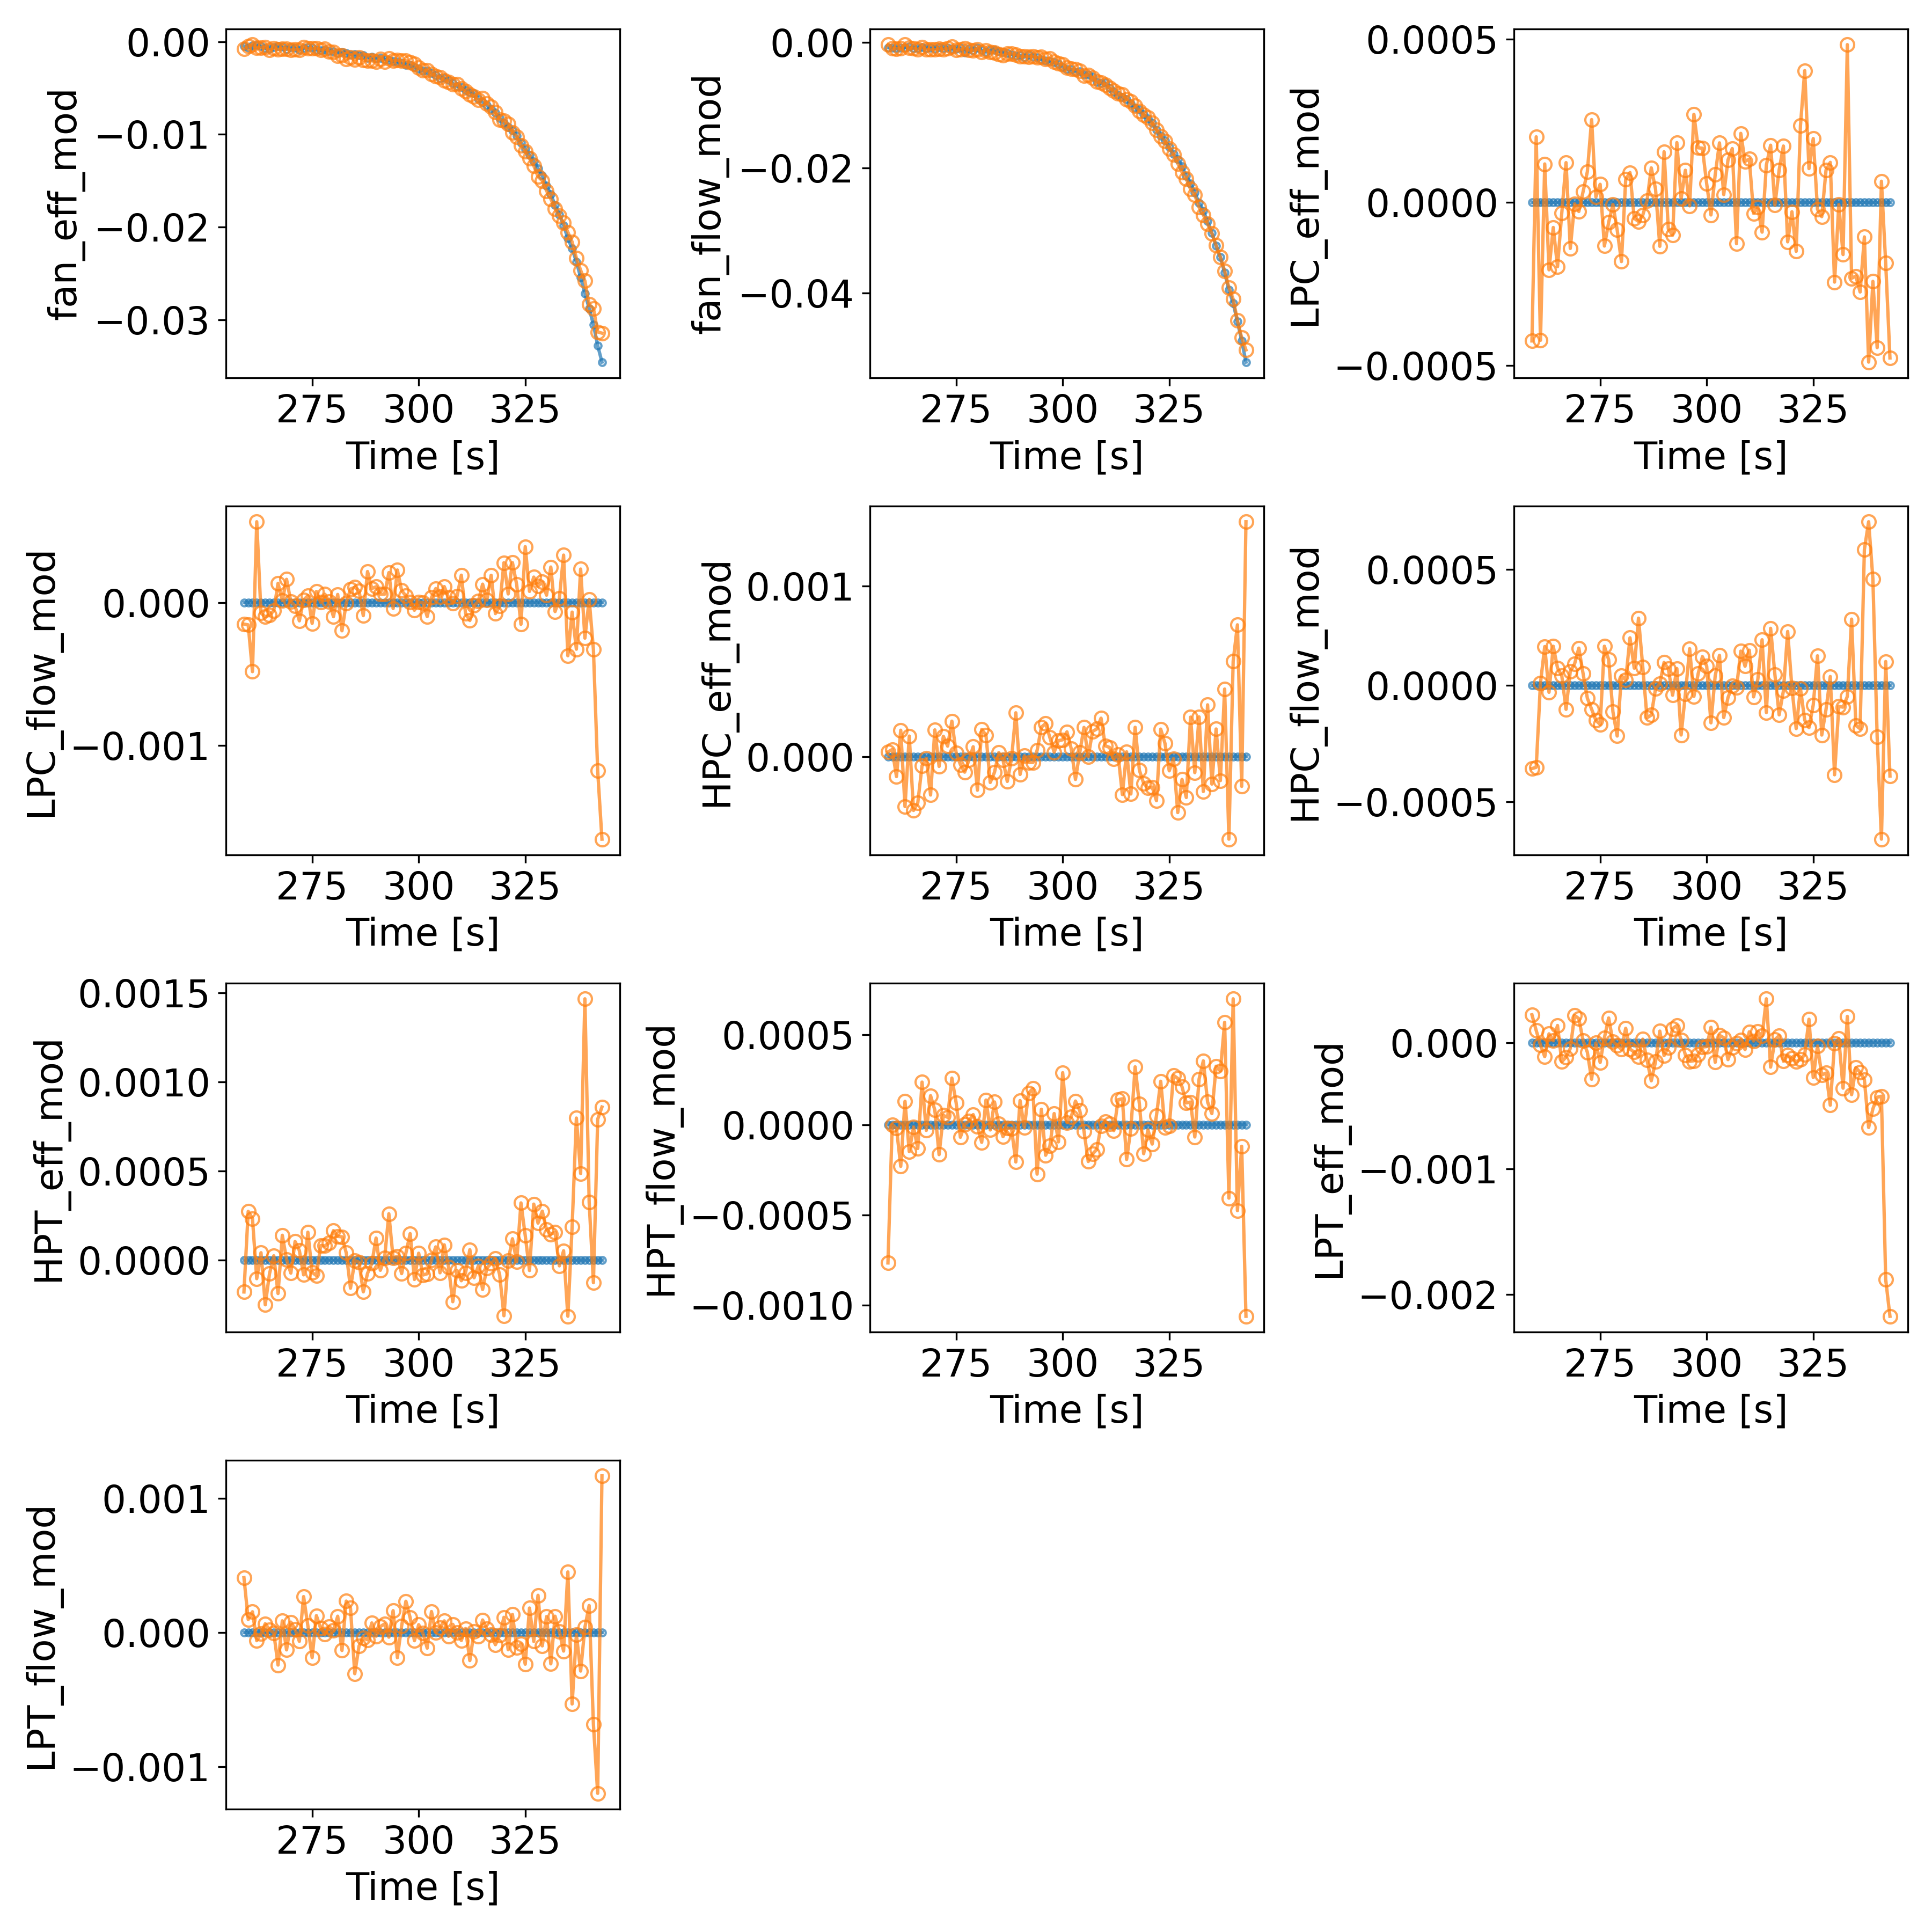 fan_eff_mod
0.00
−0.01
−0.02
−0.03
275 300 325
Time [s]
fan_flow_mod
0.00
−0.02
−0.04
275 300 325
Time [s]
LPC_eff_mod
0.0005
0.0000
−0.0005
275 300 325
Time [s]
LPC_flow_mod
0.000
−0.001
275 300 325
Time [s]
HPC_eff_mod
0.001
0.000
275 300 325
Time [s]
HPC_flow_mod
0.0005
0.0000
−0.0005
275 300 325
Time [s]
HPT_eff_mod
0.0015
0.0010
0.0005
0.0000
275 300 325
Time [s]
HPT_flow_mod
0.0005
0.0000
−0.0005
−0.0010
275 300 325
Time [s]
LPT_eff_mod
0.000
−0.001
−0.002
275 300 325
Time [s]
LPT_flow_mod
0.001
0.000
−0.001
275 300 325
Time [s]